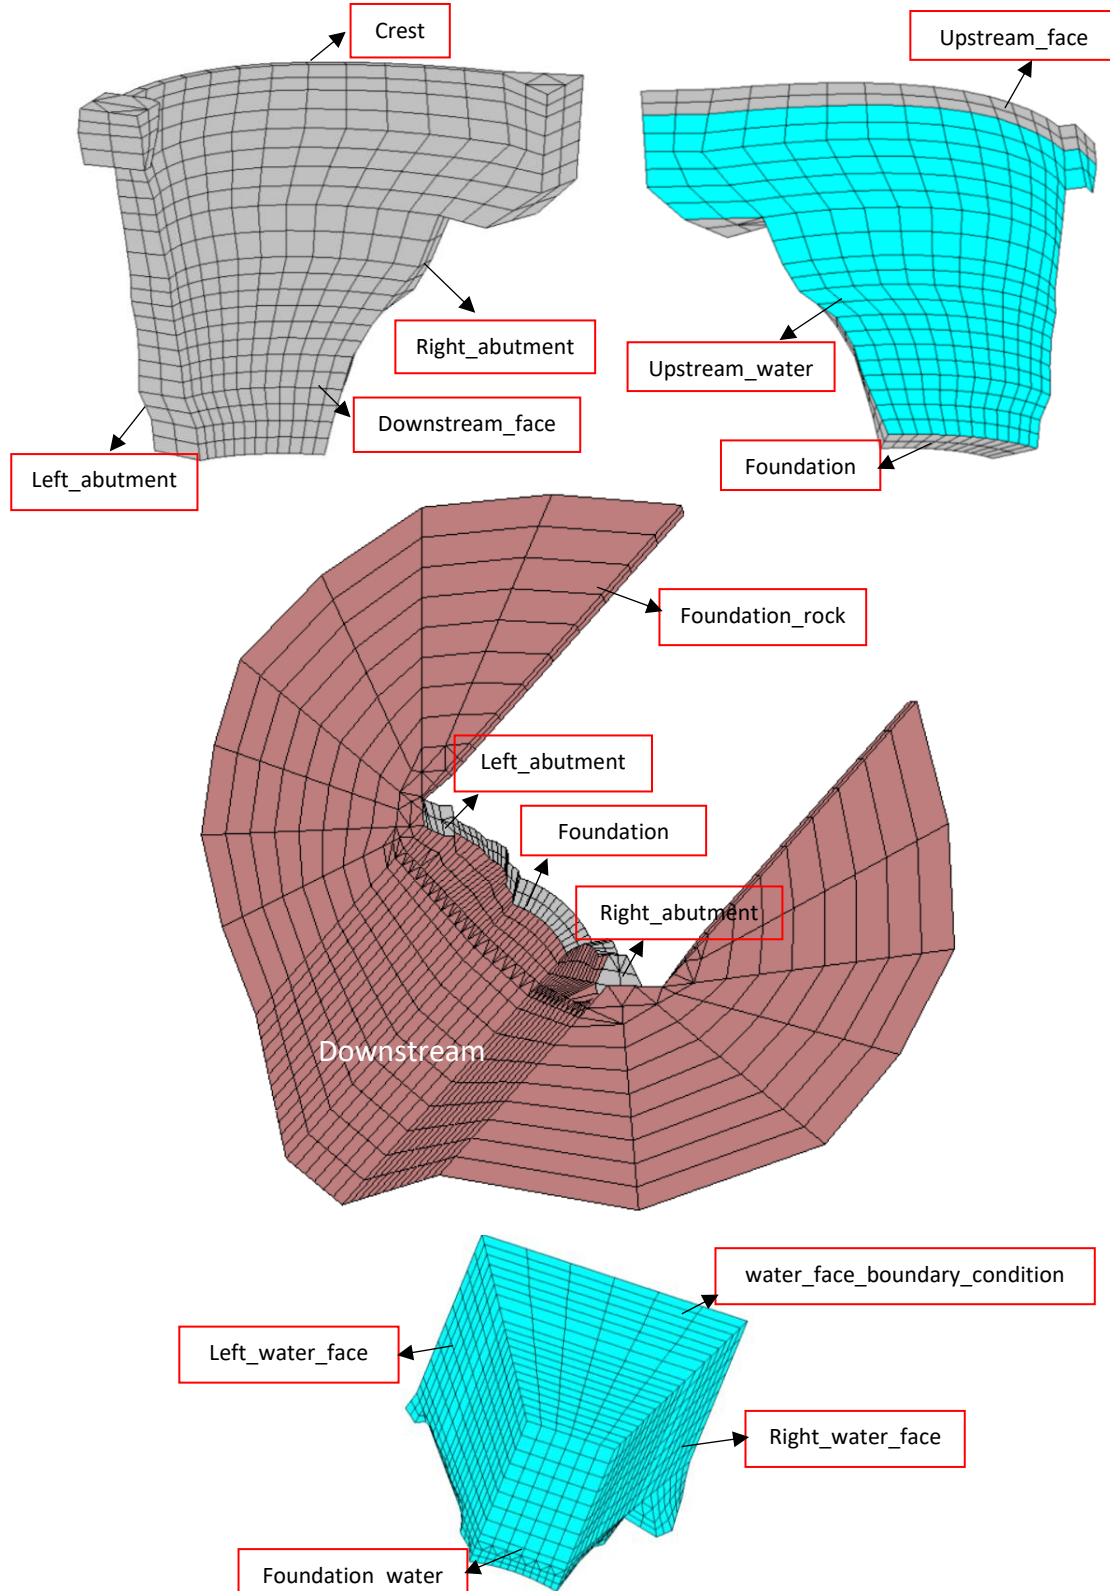 Crest
Upstream_face
Right_abutment
Upstream_water
Downstream_face
Left_abutment
Foundation
Foundation_rock
Left_abutment
Foundation
Right_abutment
Downstream
water_face_boundary_condition
Left_water_face
Right_water_face
Foundation_water